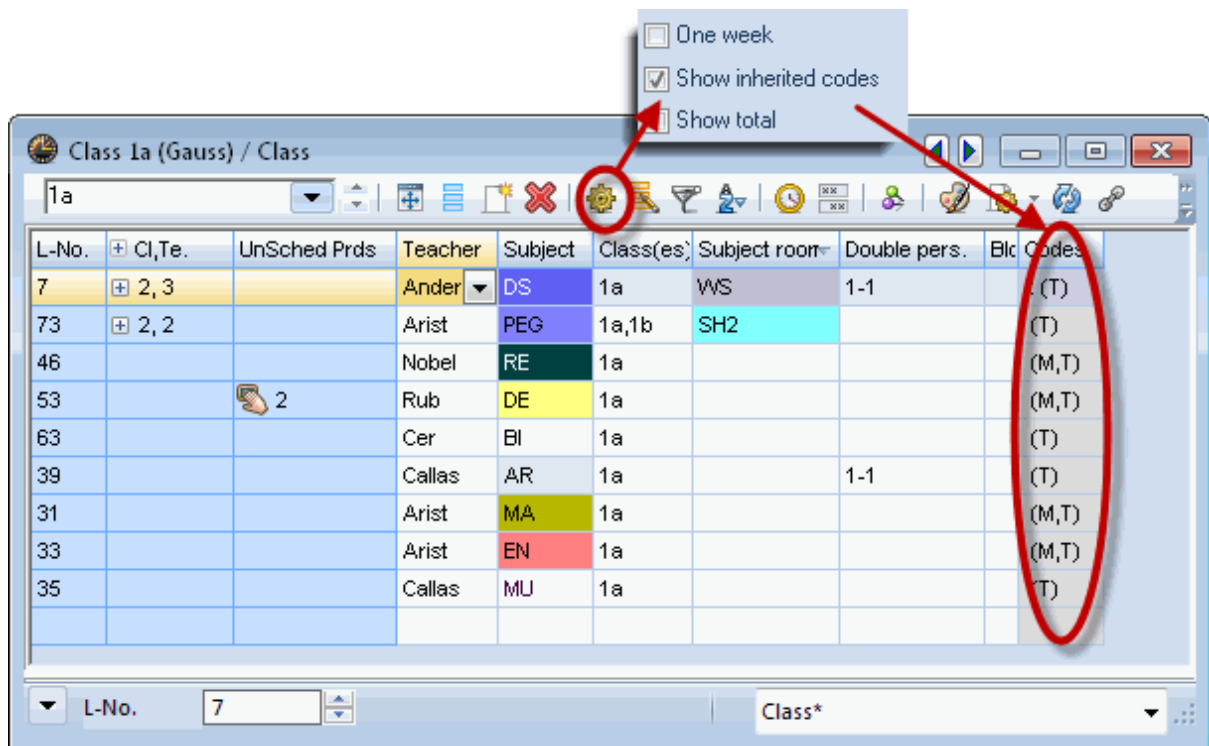 One week
Show inherited codes
Show total
Class 1a (Gauss) / Class
1a
L-No. Cl,Te. UnSched Prds Teacher Subject Class(es) Subject room Double pers. Codes
7 2, 3 Ander DS 1a WS 1-1 (T)
73 2, 2 Arist PEG 1a,1b SH2 (T)
46 Nobel RE 1a (M,T)
53 2 Rub DE 1a (M,T)
63 Cer BI 1a (T)
39 Callas AR 1a 1-1 (T)
31 Arist MA 1a (M,T)
33 Arist EN 1a (M,T)
35 Callas MU 1a (T)
L-No. 7 Class*